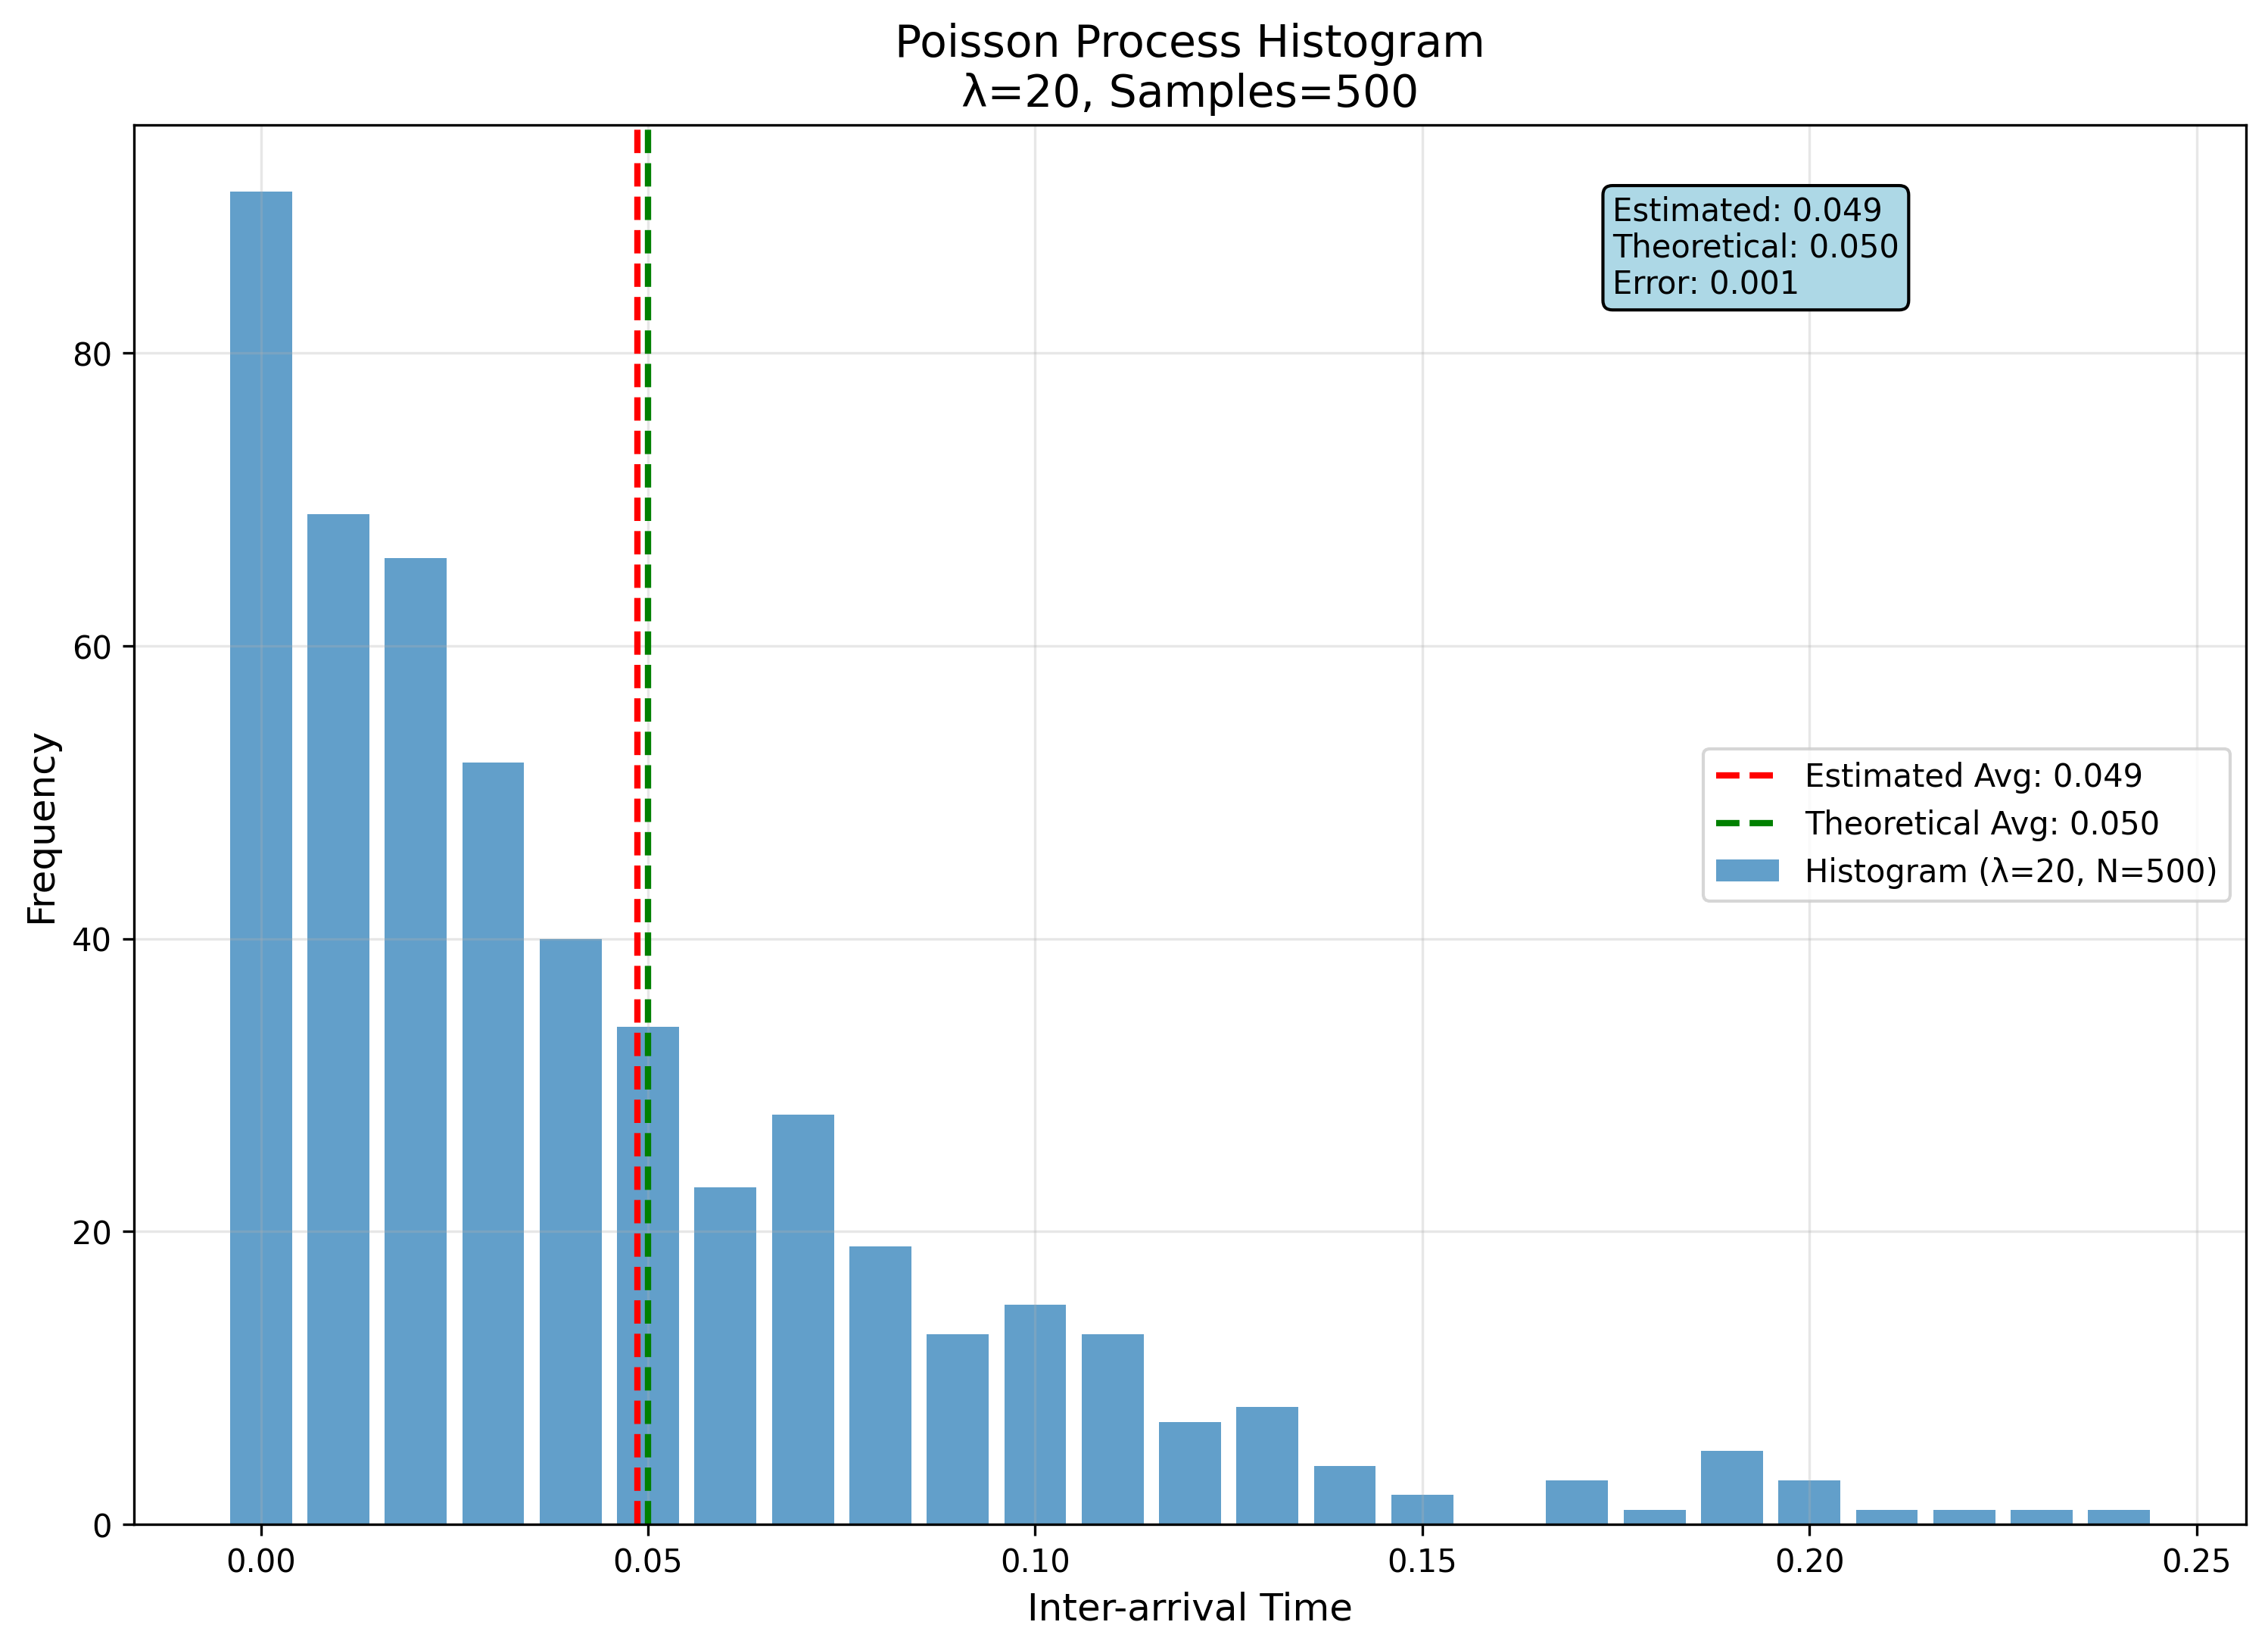 Poisson Process Histogram
λ=20, Samples=500
Estimated: 0.049
Theoretical: 0.050
Error: 0.001
80
60
40
20
0
Frequency
Estimated Avg: 0.049
Theoretical Avg: 0.050
Histogram (λ=20, N=500)
0.00 0.05 0.10 0.15 0.20 0.25
Inter-arrival Time